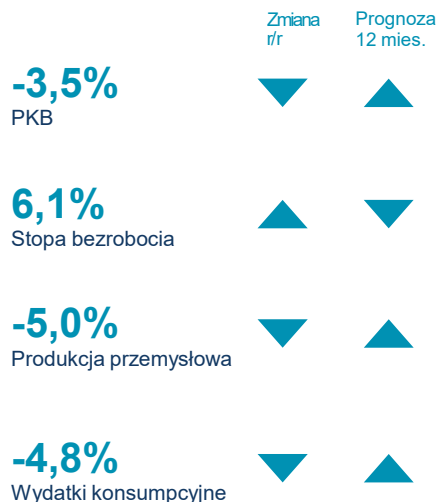 Zmiana Prognoza
r/r 12 mies.
-3,5%
PKB
6,1%
Stopa bezrobocia
-5,0%
Produkcja przemysłowa
-4,8%
Wydatki konsumpcyjne